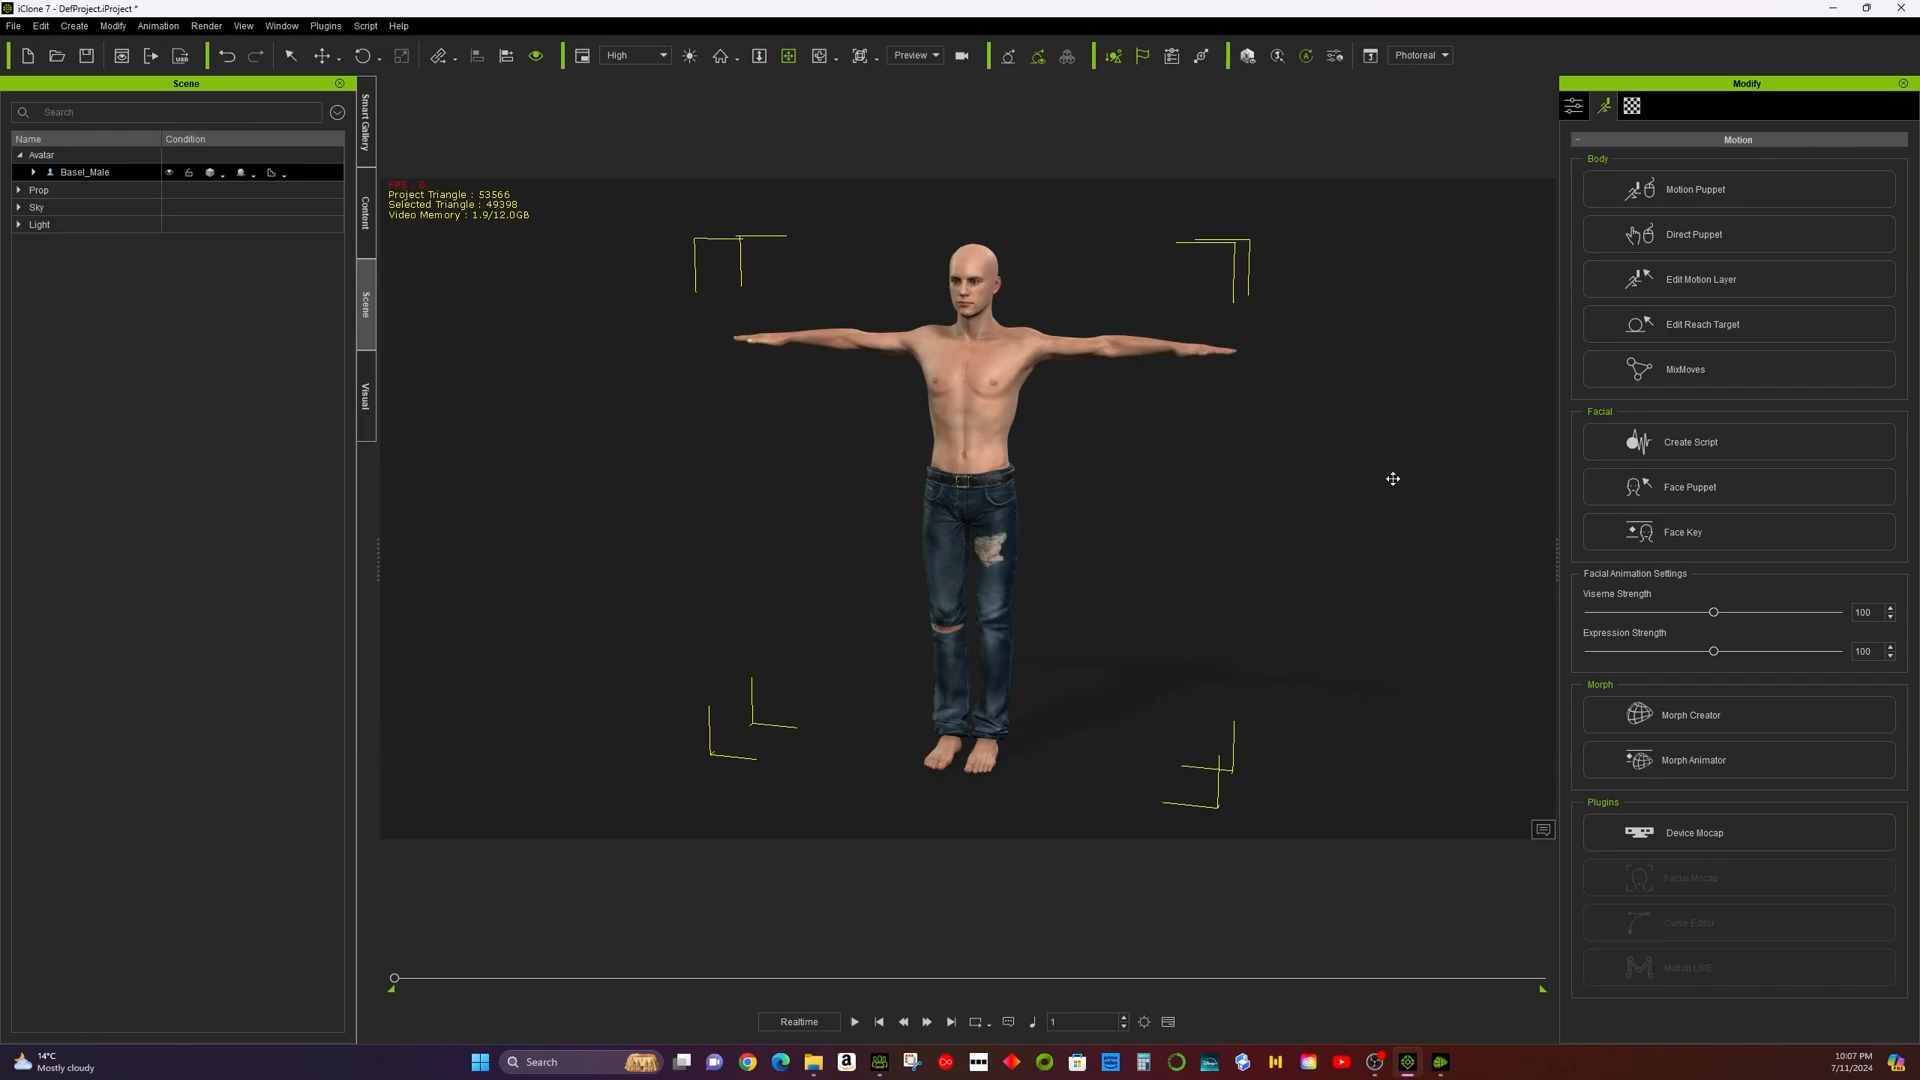 iClone 7 - DefProject.iProject *
File Edit Create Modify Animation Render View Window Plugins Script Help
High
Preview
Photoreal
Scene
Search
Name Condition
Avatar
Basel_Male
Prop
Sky
Light
Smart Gallery
Content
Scene
Visual
FPS : 0
Project Triangle : 53566
Selected Triangle : 49398
Video Memory : 1.9/12.0GB
Modify
Motion
Body
Motion Puppet
Direct Puppet
Edit Motion Layer
Edit Reach Target
MixMoves
Facial
Create Script
Face Puppet
Face Key
Facial Animation Settings
Viseme Strength
100
Expression Strength
100
Morph
Morph Creator
Morph Animator
Plugins
Device Mocap
Facial Mocap
Curve Editor
Motion LIVE
Realtime
1
14°C
Mostly cloudy
Search
10:07 PM
7/11/2024